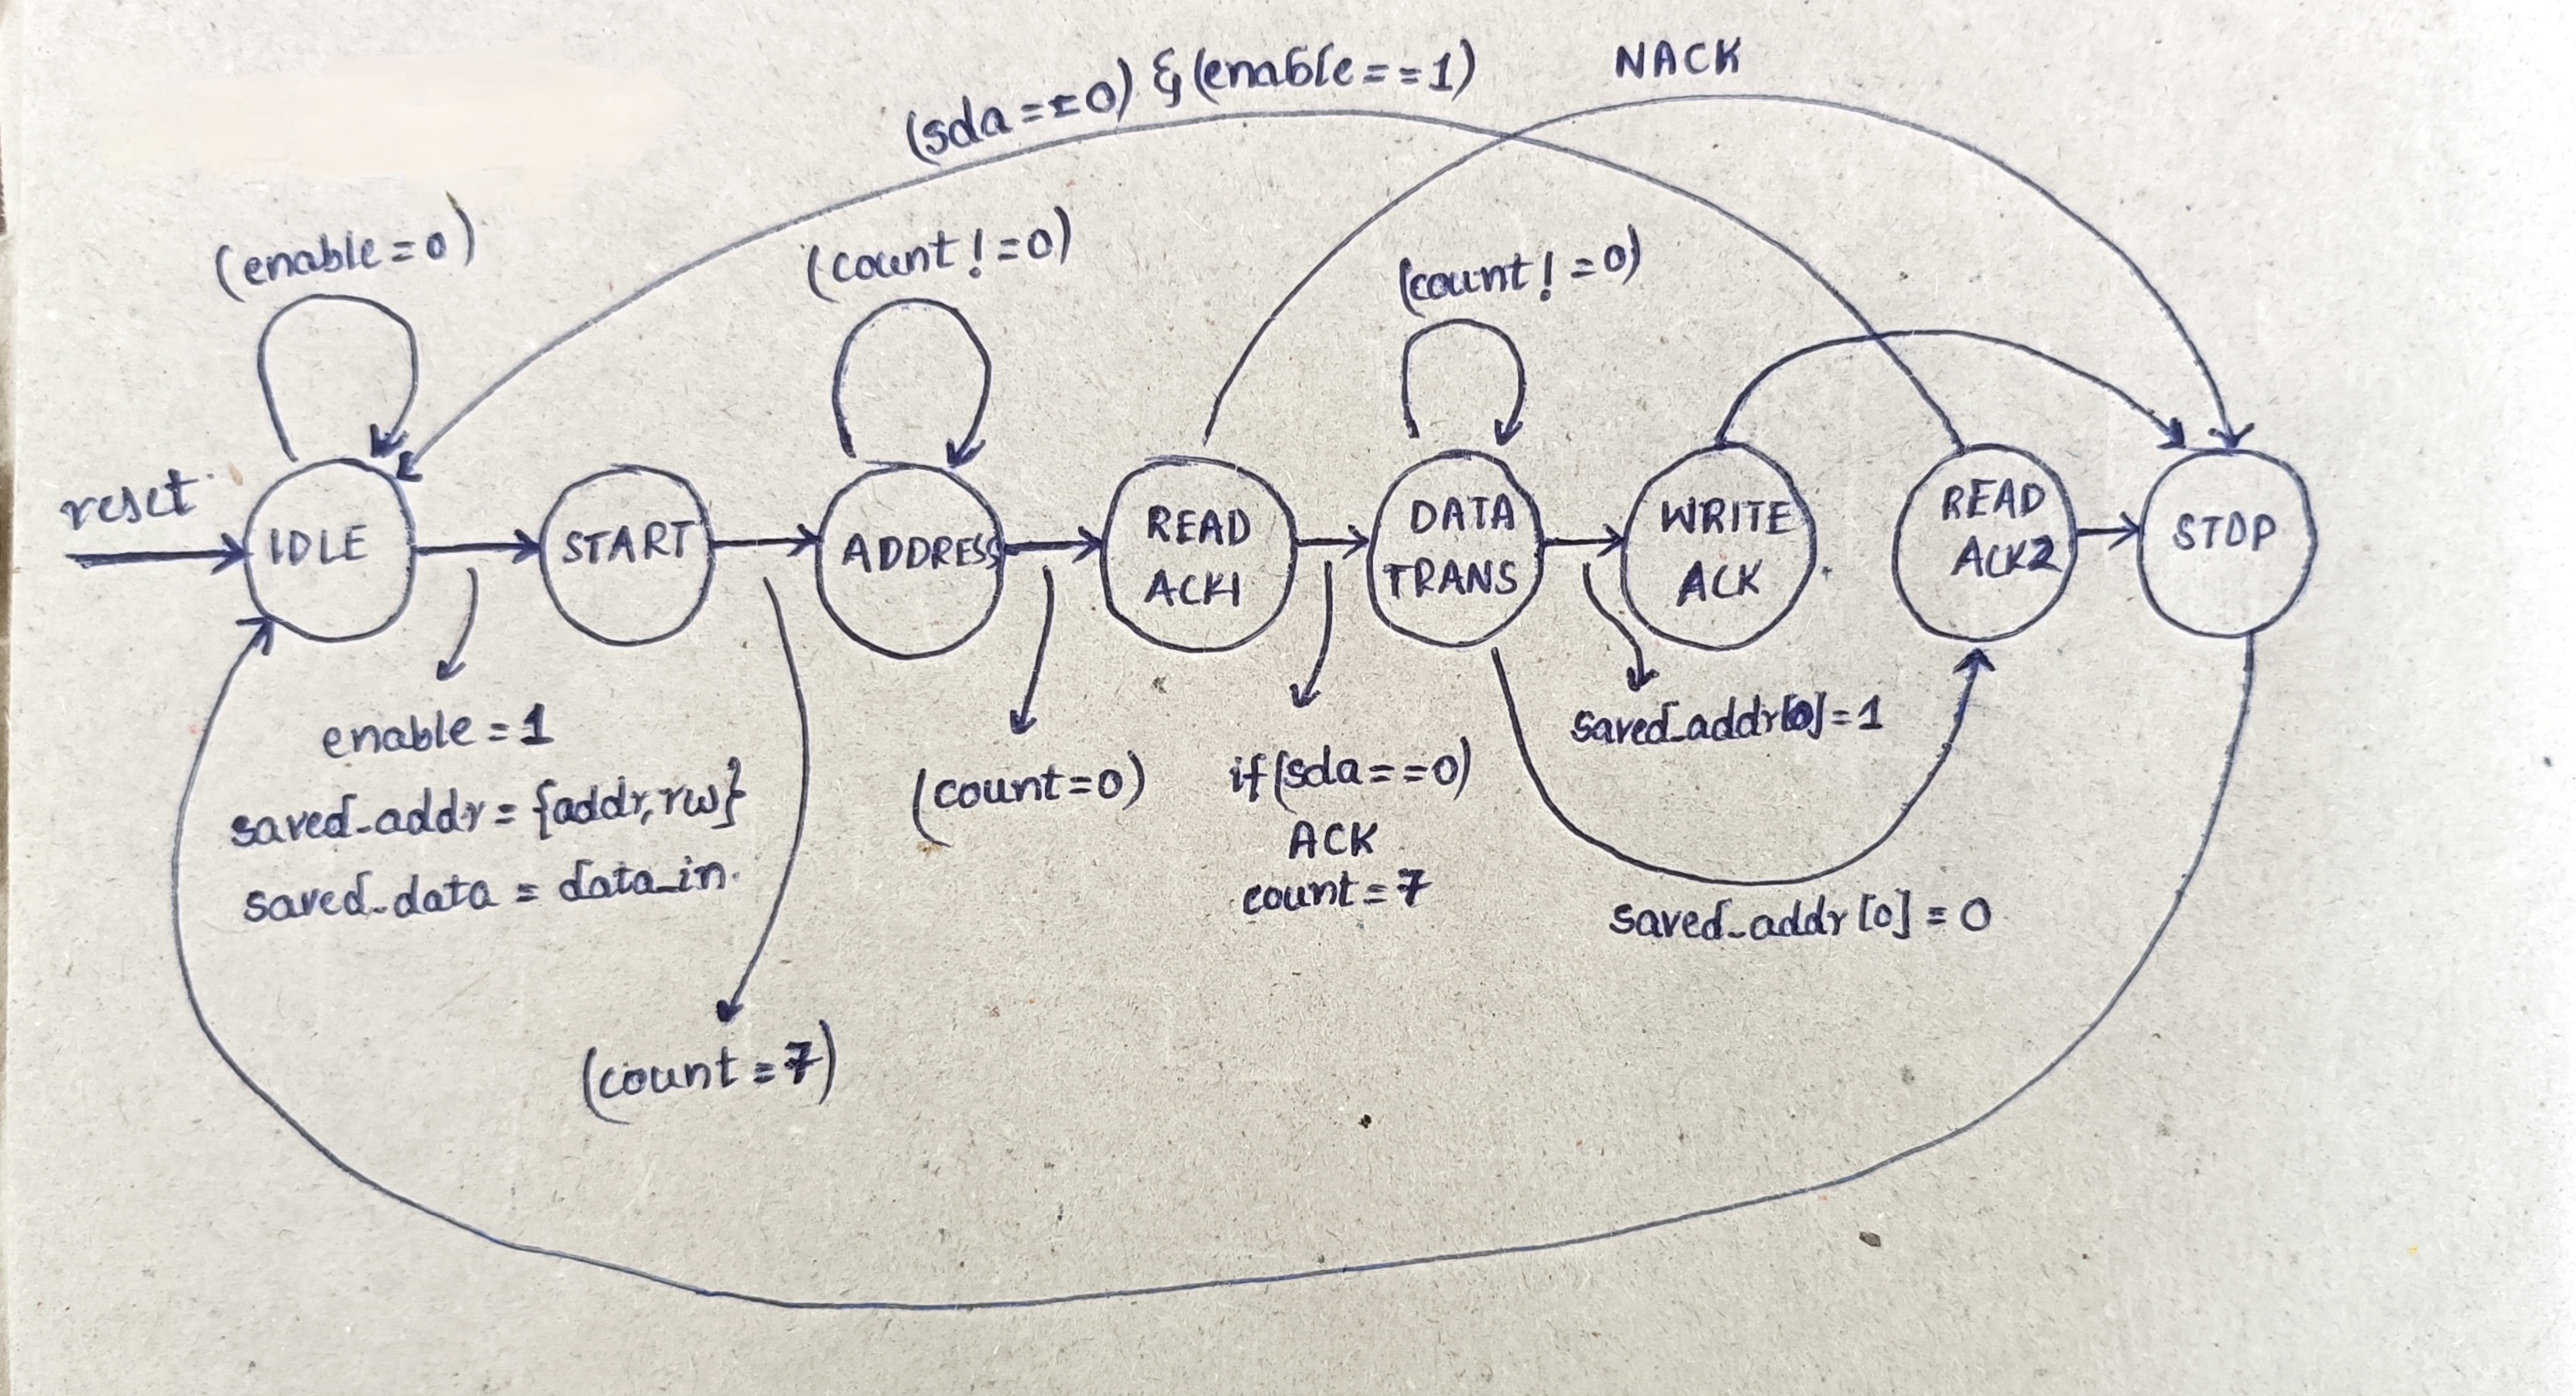 NACK
(sda==0) & (enable==1)
(enable=0)
(count!=0)
(count!=0)
reset
IDLE
START
ADDRESS
READ
ACK1
DATA
TRANS
WRITE
ACK
READ
ACK2
STOP
enable=1
saved_addr={addr,rw}
saved_data = data_in.
(count=7)
(count=0)
if(sda==0)
ACK
count=7
saved_addr[0]=1
saved_addr[0]=0